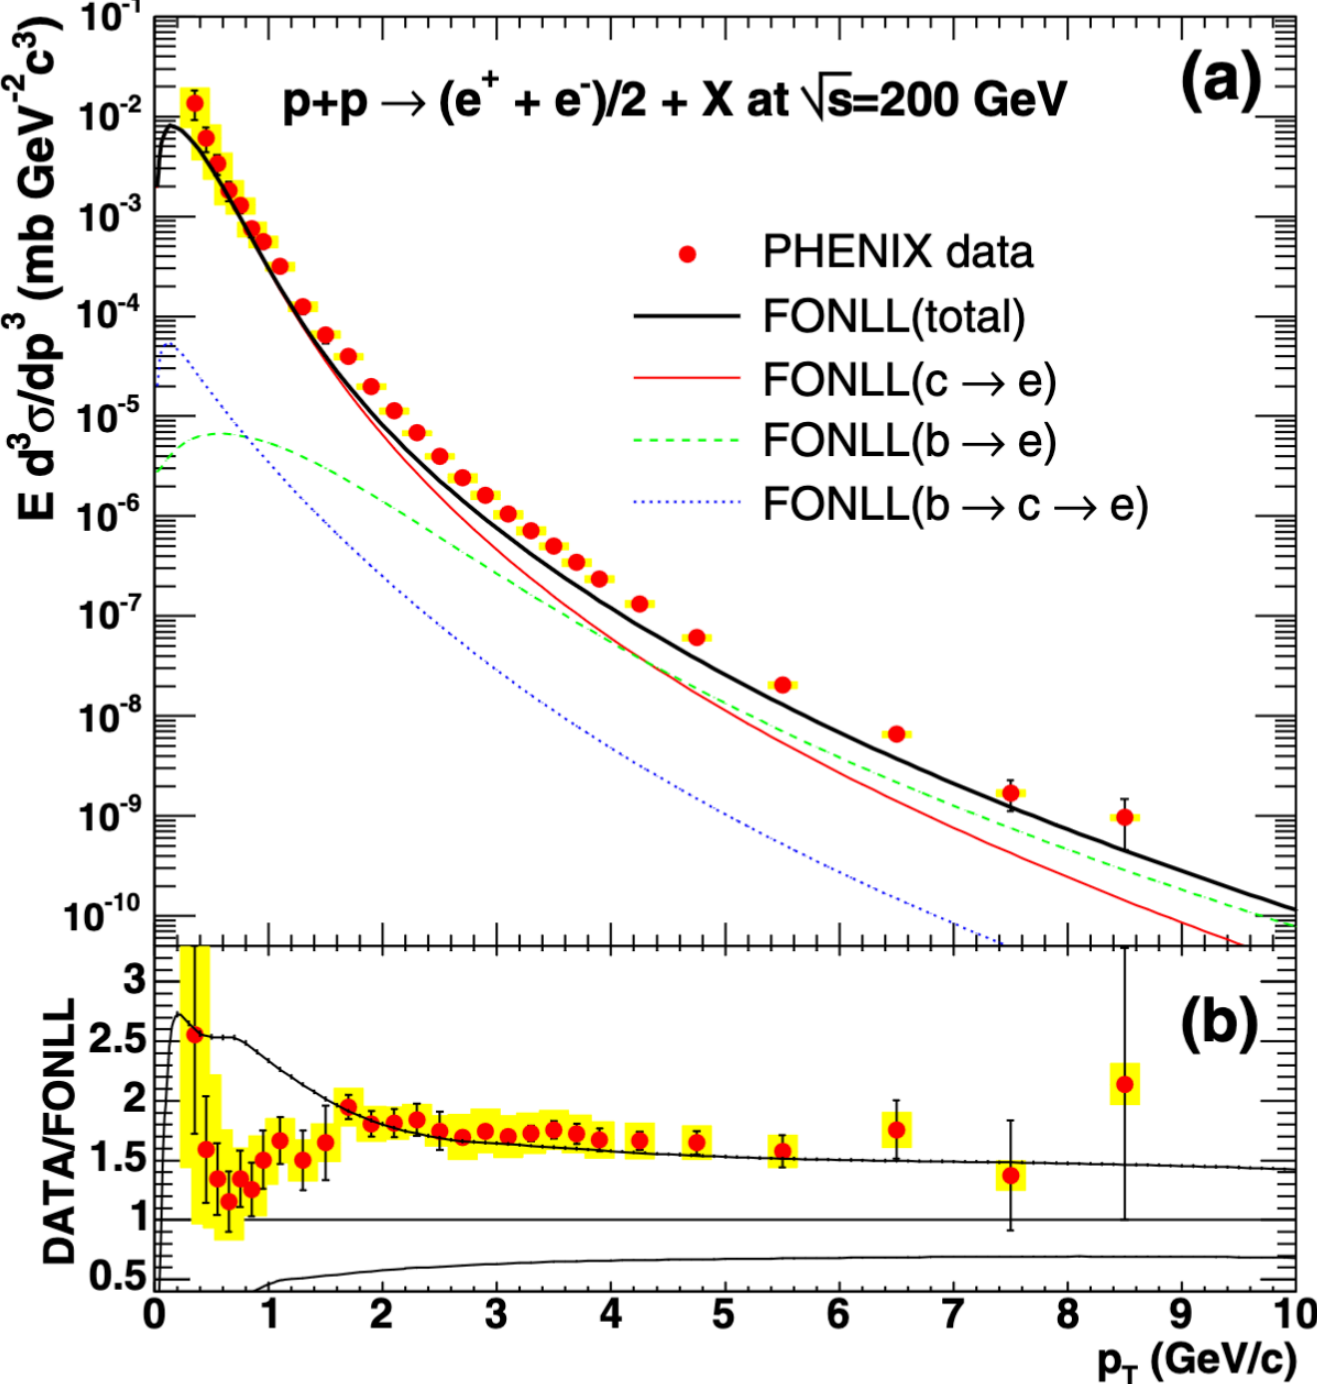 E d³σ/dp³ (mb GeV⁻²c³)
10⁻¹
10⁻²
10⁻³
10⁻⁴
10⁻⁵
10⁻⁶
10⁻⁷
10⁻⁸
10⁻⁹
10⁻¹⁰
p+p → (e⁺ + e⁻)/2 + X at √s=200 GeV
(a)
PHENIX data
FONLL(total)
FONLL(c → e)
FONLL(b → e)
FONLL(b → c → e)
DATA/FONLL
3
2.5
2
1.5
1
0.5
(b)
0 1 2 3 4 5 6 7 8 9 10
p_T (GeV/c)